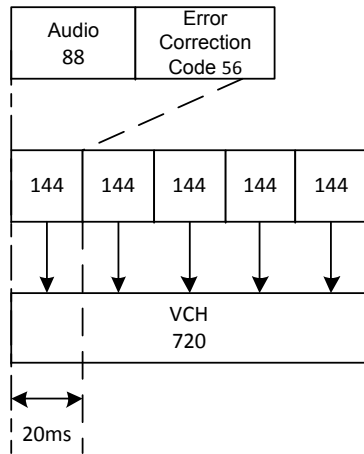 Audio
88
Error
Correction
Code 56
144 144 144 144 144
VCH
720
20ms